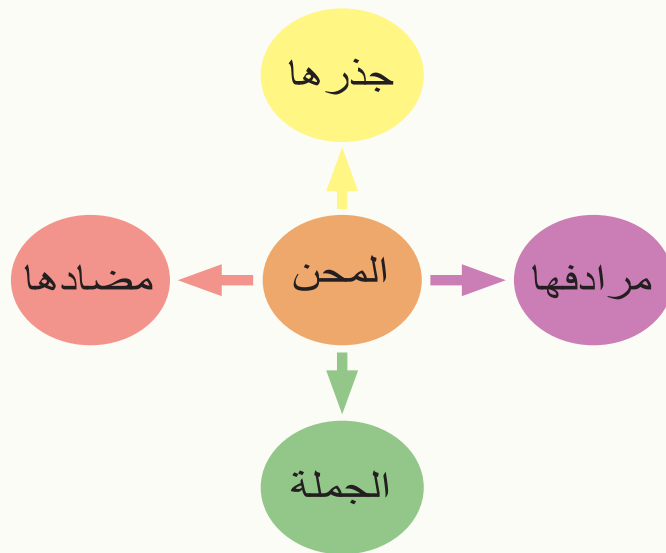 جذرها
مرادفها
المحن
مضادها
الجملة